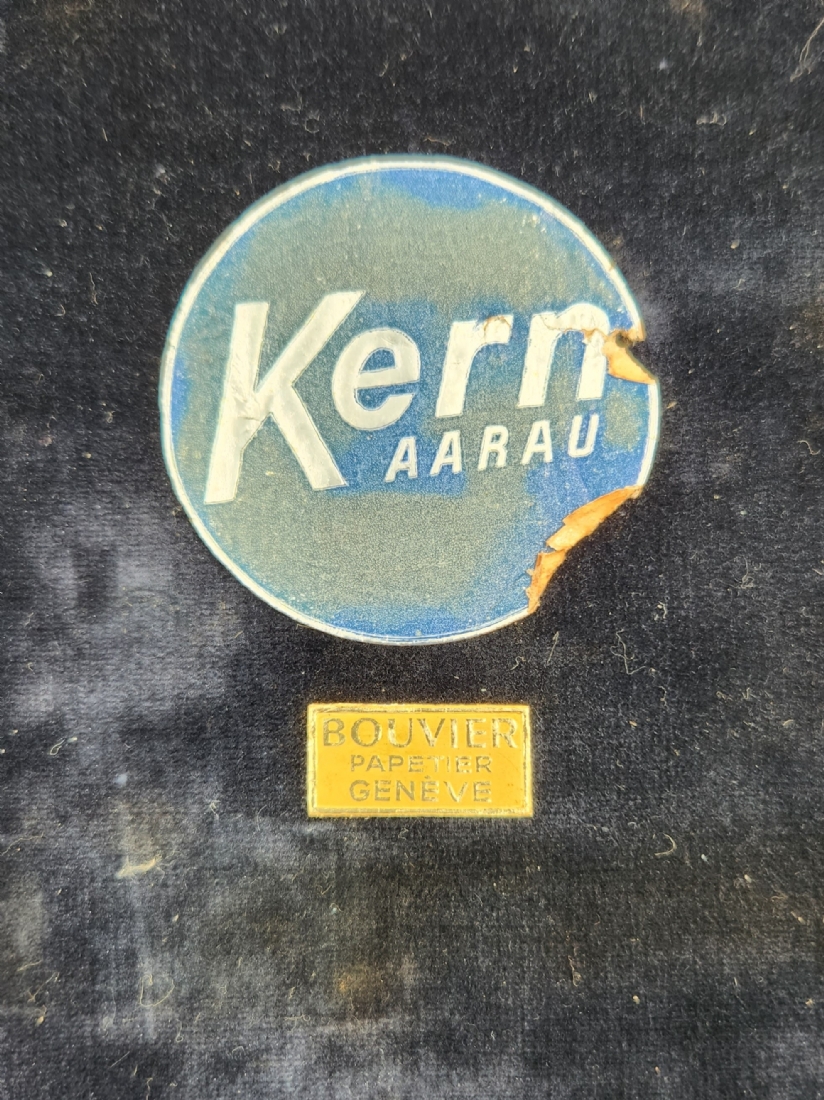 Kern
AARAU
BOUVIER
PAPETIER
GENÈVE